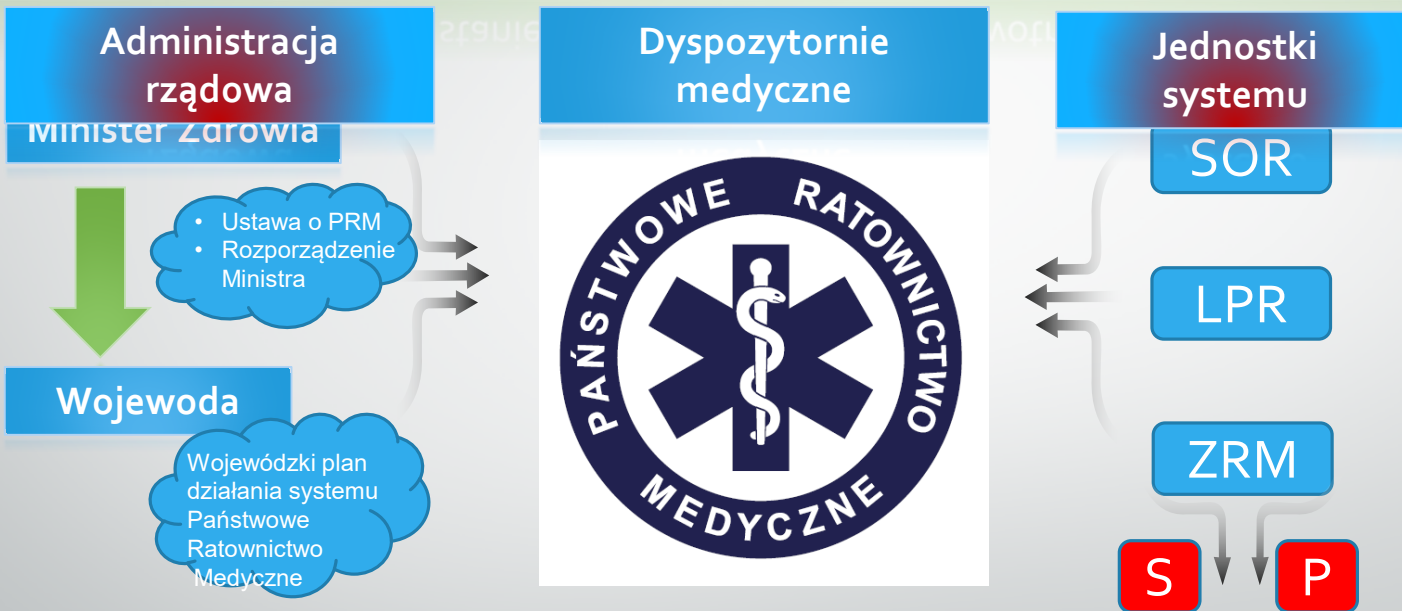 Administracja
rządowa
Minister Zdrowia
• Ustawa o PRM
• Rozporządzenie
Ministra
Wojewoda
Wojewódzki plan
działania systemu
Państwowe
Ratownictwo
Medyczne
Dyspozytornie
medyczne
PAŃSTWOWE RATOWNICTWO
MEDYCZNE
Jednostki
systemu
SOR
LPR
ZRM
S
P